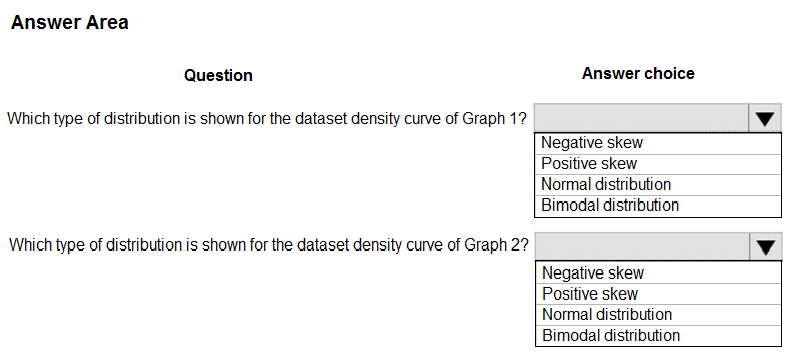 Answer Area
Question Answer choice
Which type of distribution is shown for the dataset density curve of Graph 1?
Negative skew
Positive skew
Normal distribution
Bimodal distribution
Which type of distribution is shown for the dataset density curve of Graph 2?
Negative skew
Positive skew
Normal distribution
Bimodal distribution